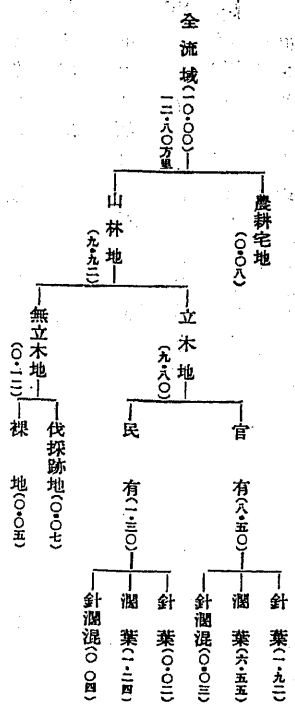 全流域(一〇・〇〇)
一二・八〇方里
農耕宅地
(〇・〇八)
山林地
(九・九二)
立木地
(九・八〇)
無立木地
(〇・一二)
官有(八・五〇)
民有(一・三〇)
伐採跡地(〇・〇七)
裸地(〇・〇五)
針葉(一・九二)
濶葉(六・五五)
針濶混(〇・〇三)
針葉(〇・〇二)
濶葉(一・二四)
針濶混(〇 〇四)